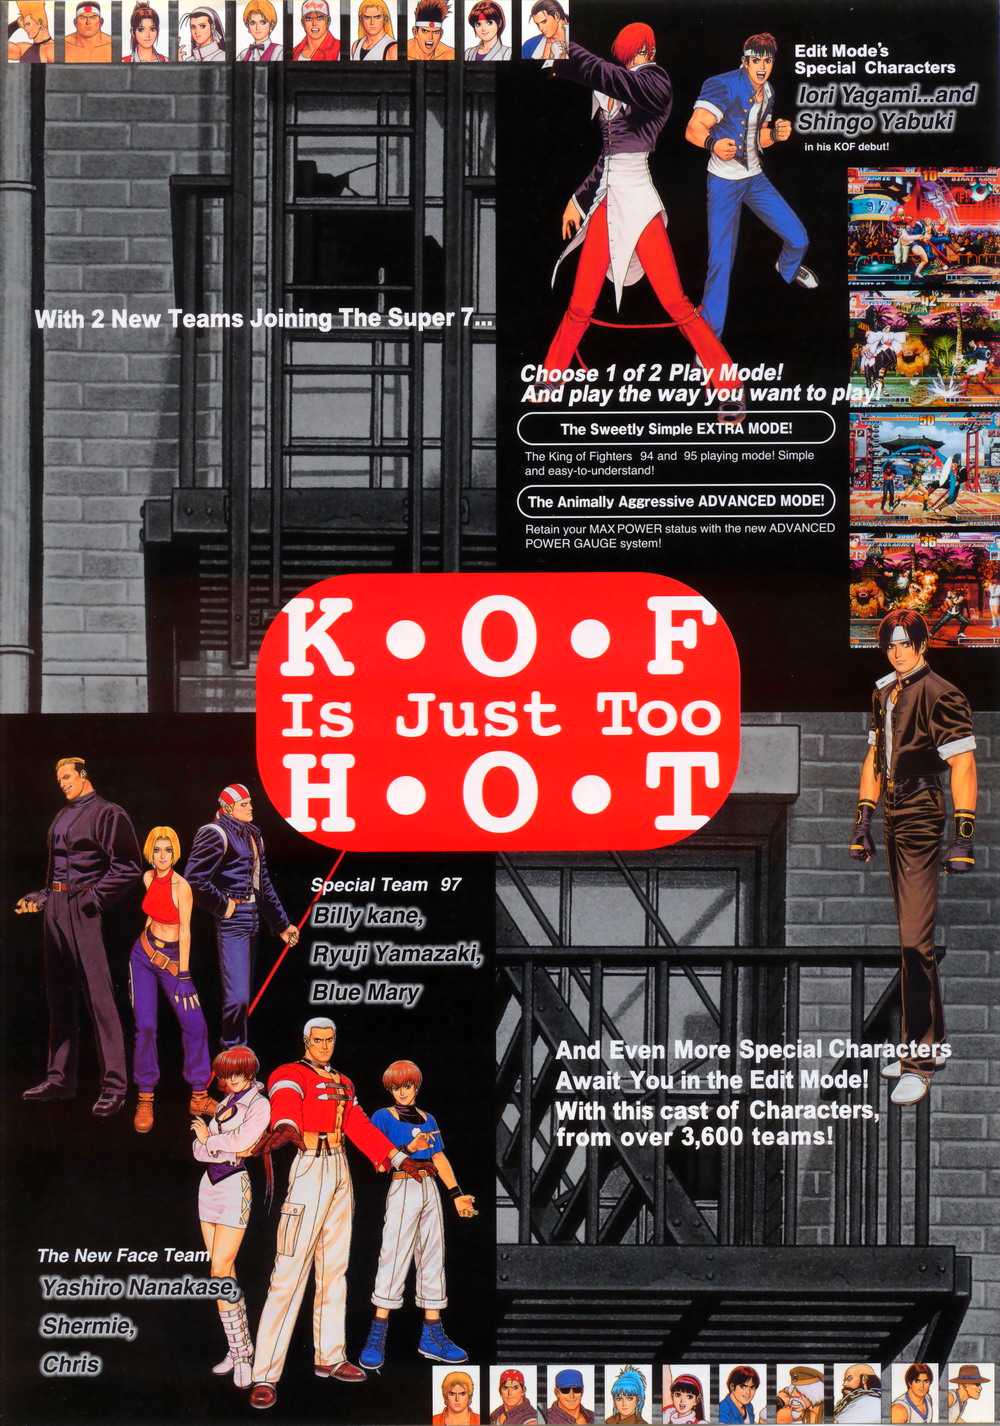 Edit Mode's
Special Characters
Iori Yagami...and
Shingo Yabuki
in his KOF debut!
With 2 New Teams Joining The Super 7...
Choose 1 of 2 Play Mode!
And play the way you want to play!
The Sweetly Simple EXTRA MODE!
The King of Fighters 94 and 95 playing mode! Simple
and easy-to-understand!
The Animally Aggressive ADVANCED MODE!
Retain your MAX POWER status with the new ADVANCED
POWER GAUGE system!
K•O•F
Is Just Too
H•O•T
Special Team 97
Billy kane,
Ryuji Yamazaki,
Blue Mary
And Even More Special Characters
Await You in the Edit Mode!
With this cast of Characters,
from over 3,600 teams!
The New Face Team
Yashiro Nanakase,
Shermie,
Chris